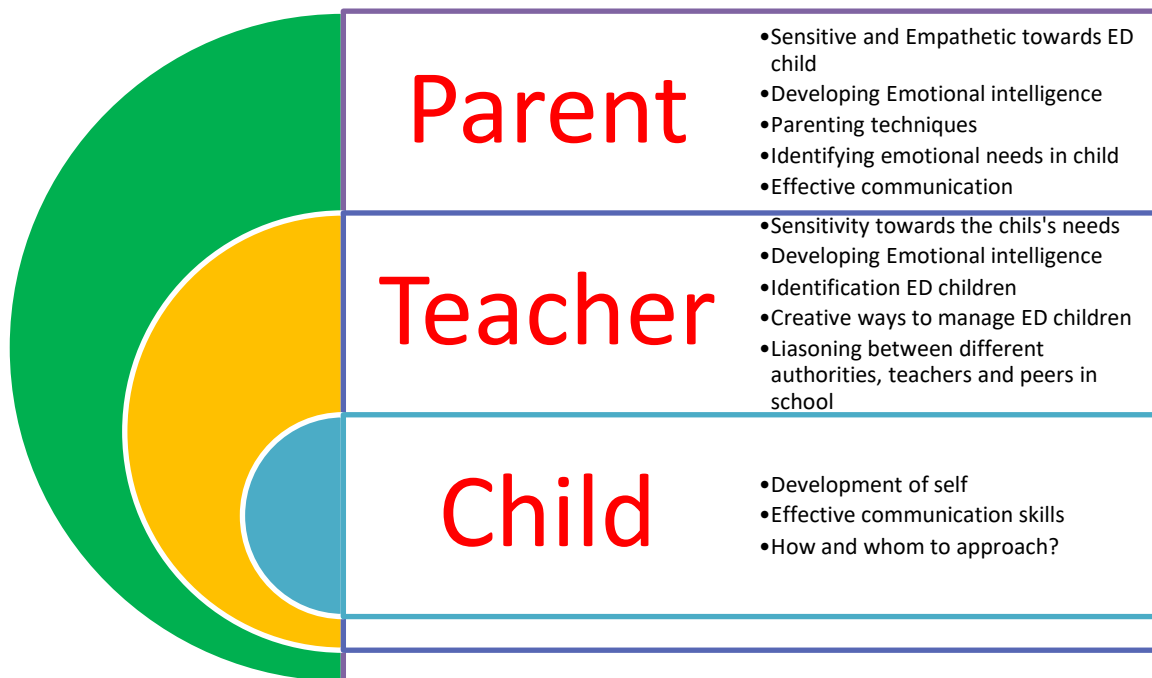 Parent
•Sensitive and Empathetic towards ED
child
•Developing Emotional intelligence
•Parenting techniques
•Identifying emotional needs in child
•Effective communication
Teacher
•Sensitivity towards the chils's needs
•Developing Emotional intelligence
•Identification ED children
•Creative ways to manage ED children
•Liasoning between different
authorities, teachers and peers in
school
Child
•Development of self
•Effective communication skills
•How and whom to approach?